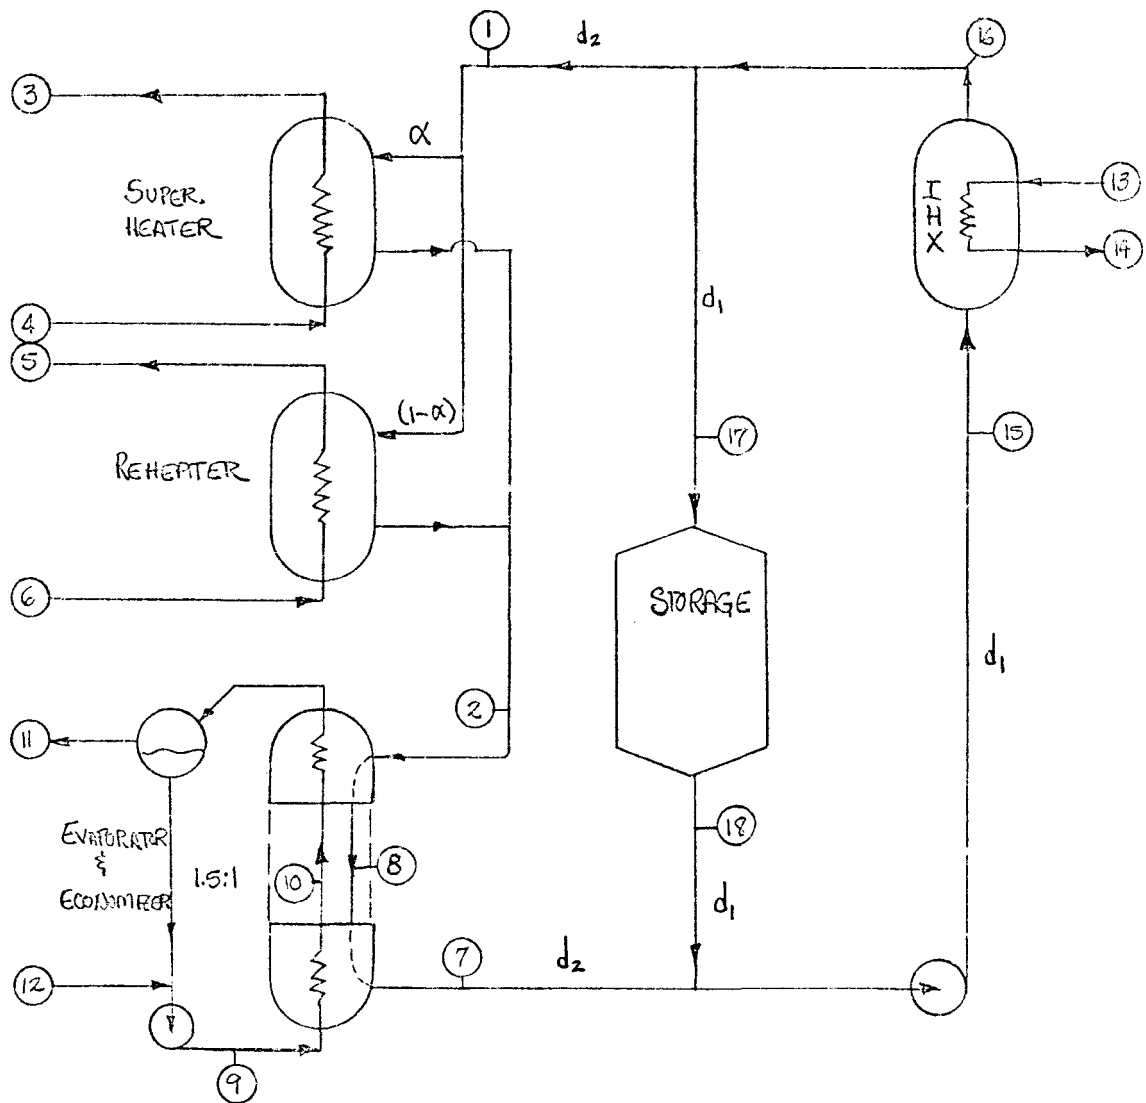 1
d₂
16
3
α
SUPER.
HEATER
IHX
13
14
4
5
d₁
(1-α)
17
15
REHEATER
6
STORAGE
d₁
2
11
18
EVAPORATOR
&
ECONOMIZER
1.5:1
10
8
d₁
12
7
d₂
9